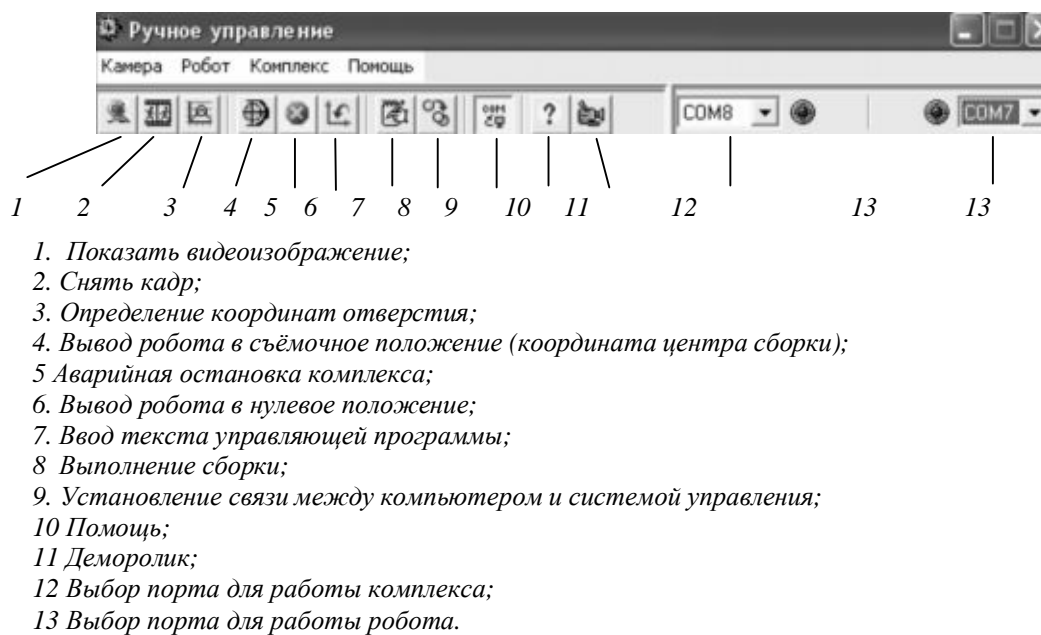 Ручное управление
Камера Робот Комплекс Помощь
COM8 COM7
1 2 3 4 5 6 7 8 9 10 11 12 13 13
1. Показать видеоизображение;
2. Снять кадр;
3. Определение координат отверстия;
4. Вывод робота в съёмочное положение (координата центра сборки);
5 Аварийная остановка комплекса;
6. Вывод робота в нулевое положение;
7. Ввод текста управляющей программы;
8 Выполнение сборки;
9. Установление связи между компьютером и системой управления;
10 Помощь;
11 Деморолик;
12 Выбор порта для работы комплекса;
13 Выбор порта для работы робота.